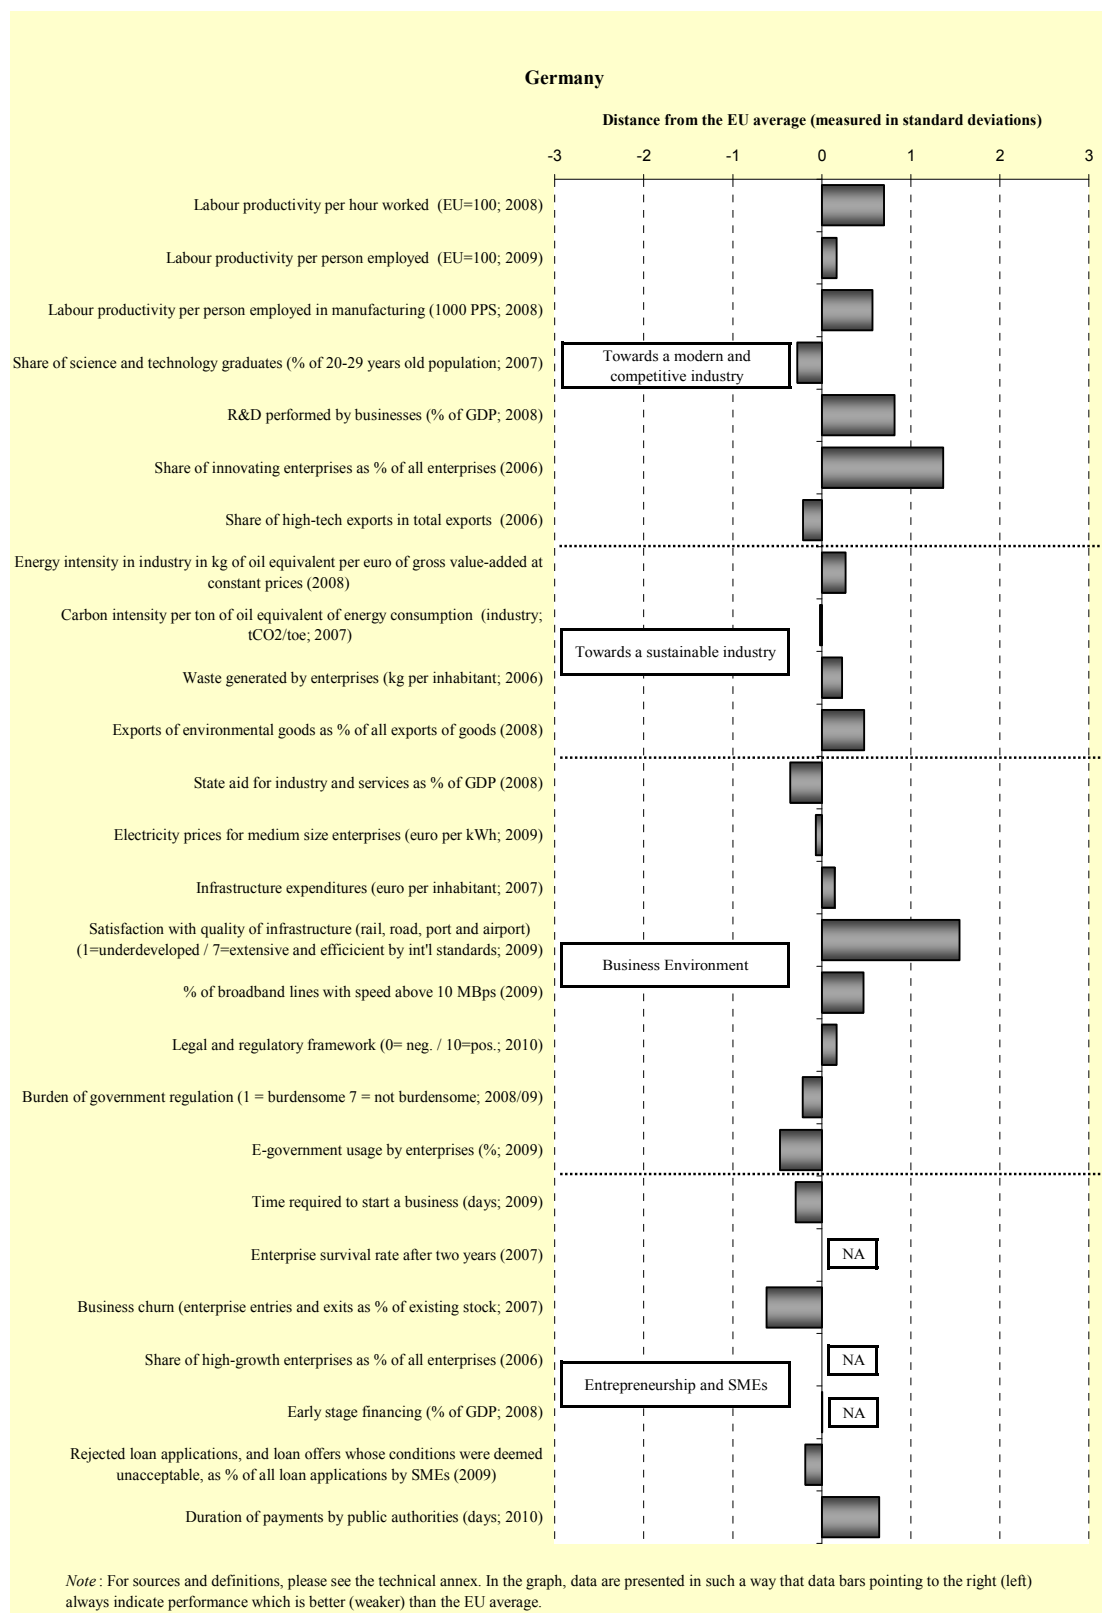 Germany
Distance from the EU average (measured in standard deviations)
-3 -2 -1 0 1 2 3
Labour productivity per hour worked (EU=100; 2008)
Labour productivity per person employed (EU=100; 2009)
Labour productivity per person employed in manufacturing (1000 PPS; 2008)
Share of science and technology graduates (% of 20-29 years old population; 2007)
Towards a modern and
competitive industry
R&D performed by businesses (% of GDP; 2008)
Share of innovating enterprises as % of all enterprises (2006)
Share of high-tech exports in total exports (2006)
Energy intensity in industry in kg of oil equivalent per euro of gross value-added at
constant prices (2008)
Carbon intensity per ton of oil equivalent of energy consumption (industry;
tCO2/toe; 2007)
Towards a sustainable industry
Waste generated by enterprises (kg per inhabitant; 2006)
Exports of environmental goods as % of all exports of goods (2008)
State aid for industry and services as % of GDP (2008)
Electricity prices for medium size enterprises (euro per kWh; 2009)
Infrastructure expenditures (euro per inhabitant; 2007)
Satisfaction with quality of infrastructure (rail, road, port and airport)
(1=underdeveloped / 7=extensive and efficicient by int'l standards; 2009)
Business Environment
% of broadband lines with speed above 10 MBps (2009)
Legal and regulatory framework (0= neg. / 10=pos.; 2010)
Burden of government regulation (1 = burdensome 7 = not burdensome; 2008/09)
E-government usage by enterprises (%; 2009)
Time required to start a business (days; 2009)
Enterprise survival rate after two years (2007)
NA
Business churn (enterprise entries and exits as % of existing stock; 2007)
Share of high-growth enterprises as % of all enterprises (2006)
NA
Entrepreneurship and SMEs
Early stage financing (% of GDP; 2008)
NA
Rejected loan applications, and loan offers whose conditions were deemed
unacceptable, as % of all loan applications by SMEs (2009)
Duration of payments by public authorities (days; 2010)
Note : For sources and definitions, please see the technical annex. In the graph, data are presented in such a way that data bars pointing to the right (left)
always indicate performance which is better (weaker) than the EU average.